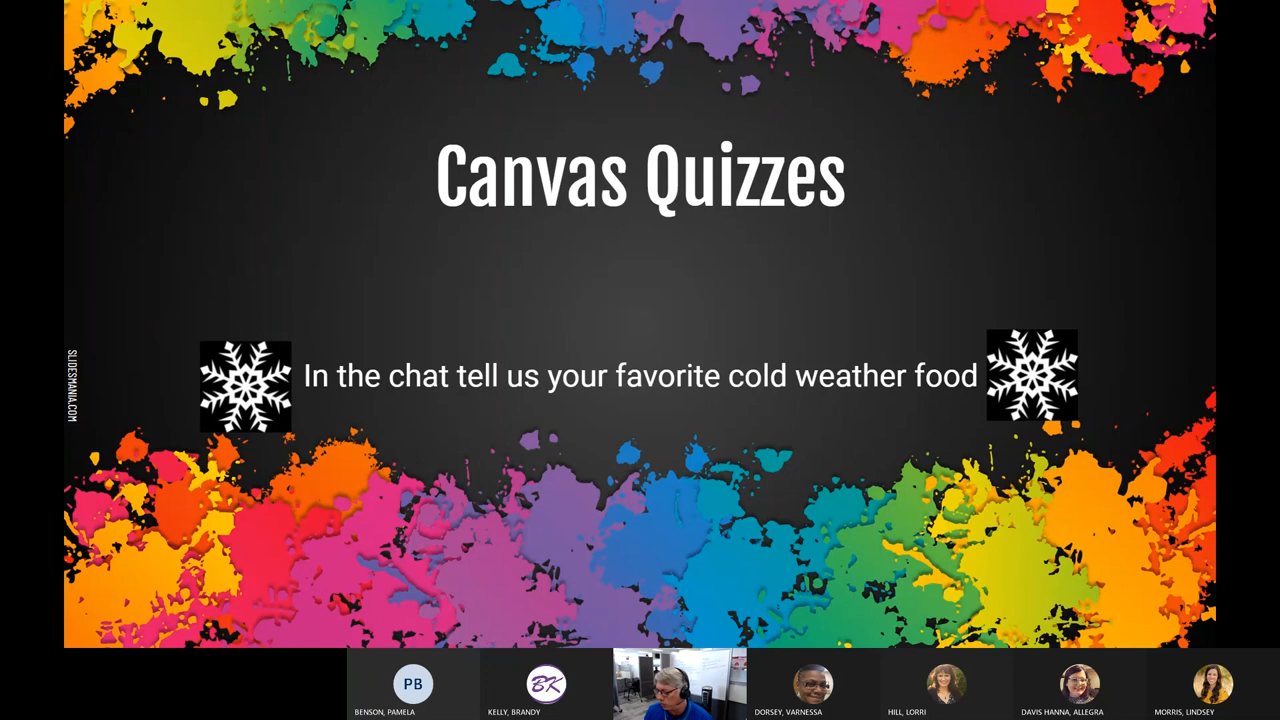 Canvas Quizzes
SLIDESMANIA.COM
In the chat tell us your favorite cold weather food
PB
BK
BENSON, PAMELA
KELLY, BRANDY
DORSEY, VARNESSA
HILL, LORRI
DAVIS HANNA, ALLEGRA
MORRIS, LINDSEY